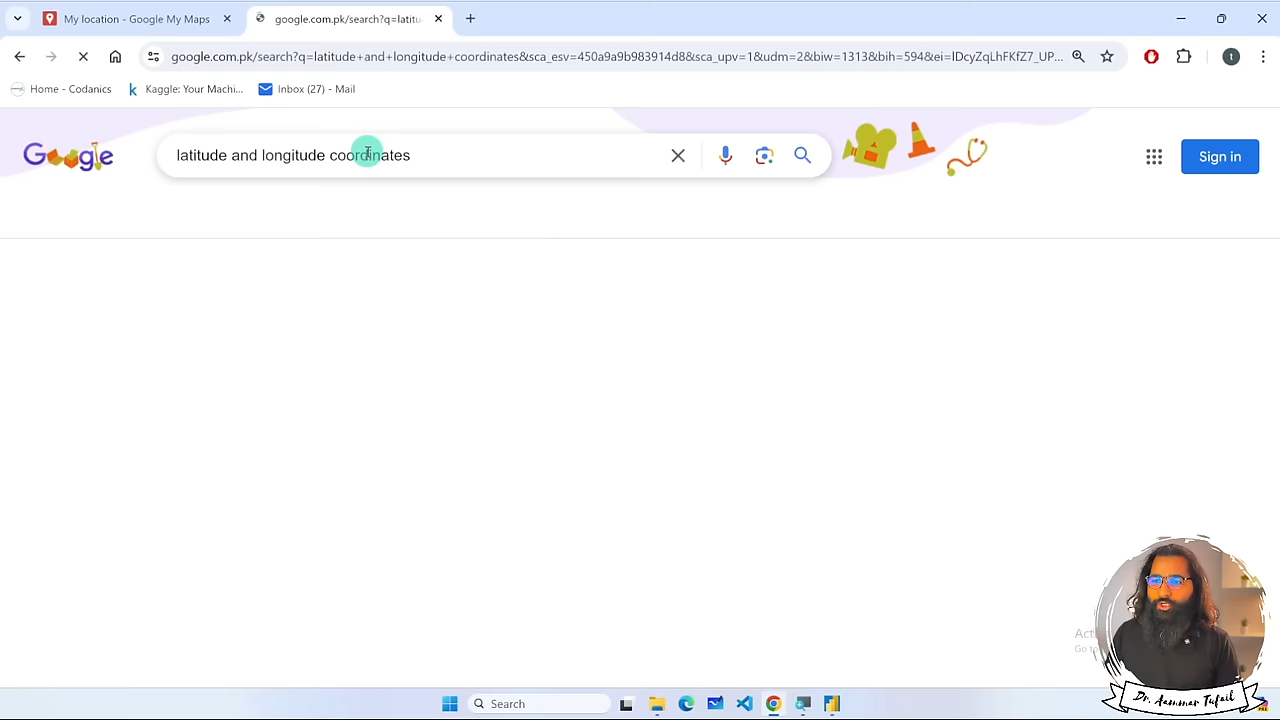 My location - Google My Maps
google.com.pk/search?q=latitu
google.com.pk/search?q=latitude+and+longitude+coordinates&sca_esv=450a9a9b983914d8&sca_upv=1&udm=2&biw=1313&bih=594&ei=IDcyZqLhFKfZ7_UP...
t
Home - Codanics
k Kaggle: Your Machi...
Inbox (27) - Mail
Google
latitude and longitude coordinates
Sign in
Dr. Aammar Tufail
Search